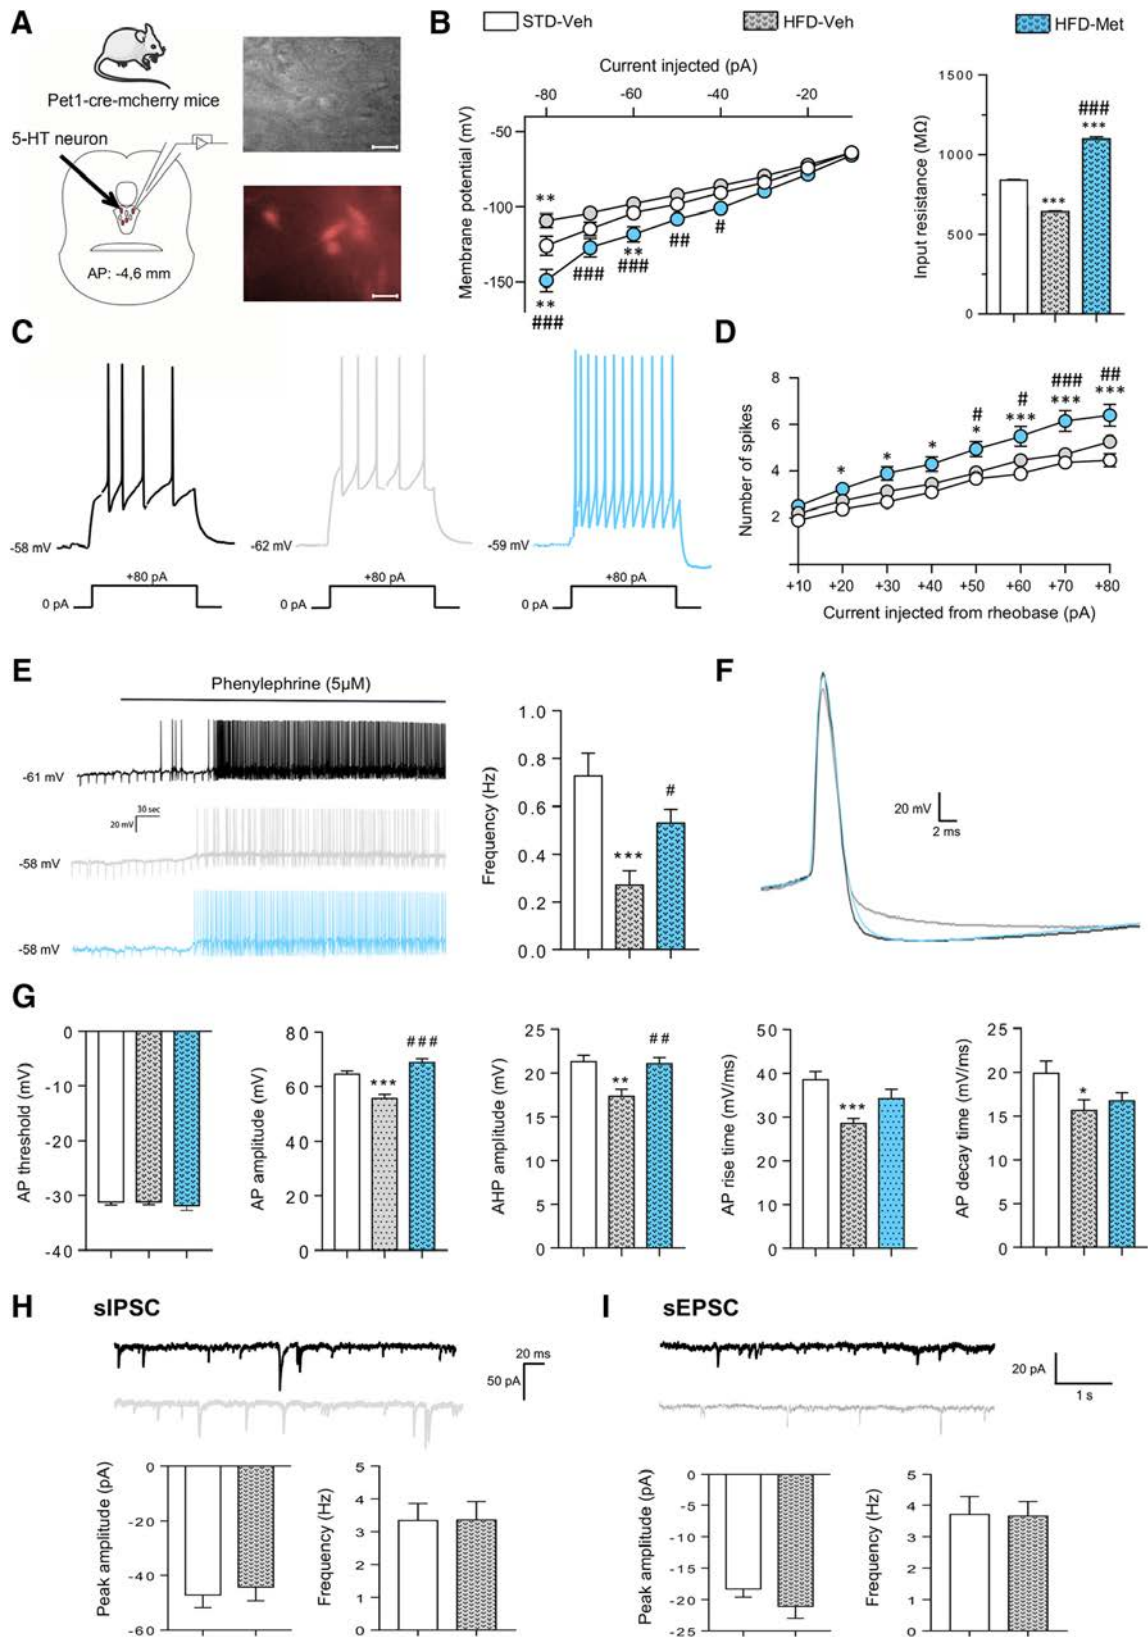 A
Pet1-cre-mcherry mice
5-HT neuron
AP: -4,6 mm
B
STD-Veh
HFD-Veh
HFD-Met
Current injected (pA)
-80 -60 -40 -20
Membrane potential (mV)
-50
-100
-150
**
**
###
###
**
###
##
#
Input resistance (MΩ)
1500
1000
500
0
***
###
***
C
-58 mV
+80 pA
0 pA
-62 mV
+80 pA
0 pA
-59 mV
+80 pA
0 pA
D
Number of spikes
8
6
4
2
*
*
*
#
*
#
***
###
***
##
***
+10 +20 +30 +40 +50 +60 +70 +80
Current injected from rheobase (pA)
E
Phenylephrine (5µM)
-61 mV
30 sec
20 mV
-58 mV
-58 mV
Frequency (Hz)
1.0
0.8
0.6
0.4
0.2
0.0
***
#
F
20 mV
2 ms
G
AP threshold (mV)
0
-10
-20
-30
-40
AP amplitude (mV)
80
60
40
20
0
***
###
AHP amplitude (mV)
25
20
15
10
5
0
**
##
AP rise time (mV/ms)
50
40
30
20
10
0
***
AP decay time (mV/ms)
25
20
15
10
5
0
*
H sIPSC
20 ms
50 pA
Peak amplitude (pA)
0
-20
-40
-60
Frequency (Hz)
5
4
3
2
1
0
I sEPSC
20 pA
1 s
Peak amplitude (pA)
0
-5
-10
-15
-20
-25
Frequency (Hz)
5
4
3
2
1
0